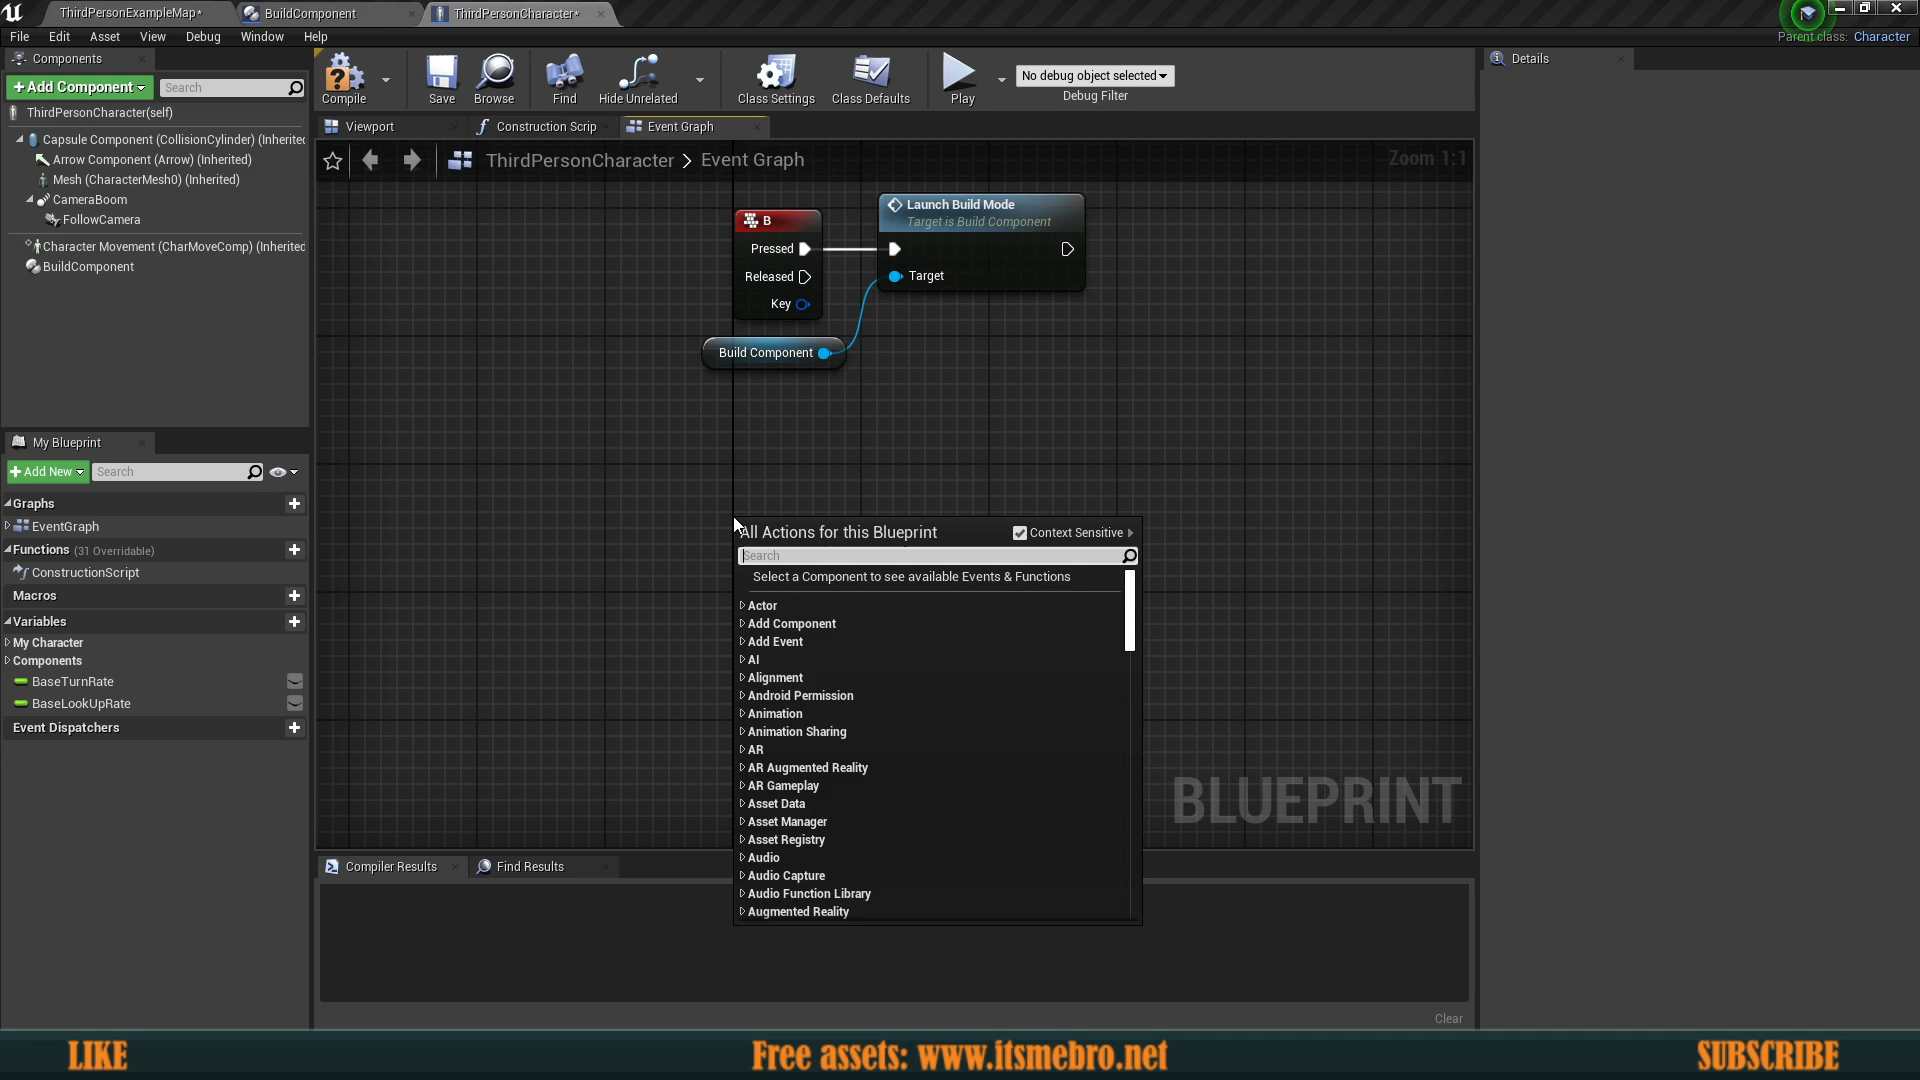 ThirdPersonExampleMap*
BuildComponent
ThirdPersonCharacter*
File Edit Asset View Debug Window Help
Parent class: Character
Components
+ Add Component
Search
ThirdPersonCharacter(self)
Capsule Component (CollisionCylinder) (Inherited
Arrow Component (Arrow) (Inherited)
Mesh (CharacterMesh0) (Inherited)
CameraBoom
FollowCamera
Character Movement (CharMoveComp) (Inherited
BuildComponent
My Blueprint
+ Add New
Search
Graphs
EventGraph
Functions (31 Overridable)
ConstructionScript
Macros
Variables
My Character
Components
BaseTurnRate
BaseLookUpRate
Event Dispatchers
Compile
Save
Browse
Find
Hide Unrelated
Class Settings
Class Defaults
Play
No debug object selected
Debug Filter
Viewport
Construction Scrip
Event Graph
ThirdPersonCharacter > Event Graph
Zoom 1:1
B
Pressed
Released
Key
Launch Build Mode
Target is Build Component
Target
Build Component
All Actions for this Blueprint
Context Sensitive
Search
Select a Component to see available Events & Functions
Actor
Add Component
Add Event
AI
Alignment
Android Permission
Animation
Animation Sharing
AR
AR Augmented Reality
AR Gameplay
Asset Data
Asset Manager
Asset Registry
Audio
Audio Capture
Audio Function Library
Augmented Reality
BLUEPRINT
Compiler Results
Find Results
Clear
Details
LIKE
Free assets: www.itsmebro.net
SUBSCRIBE